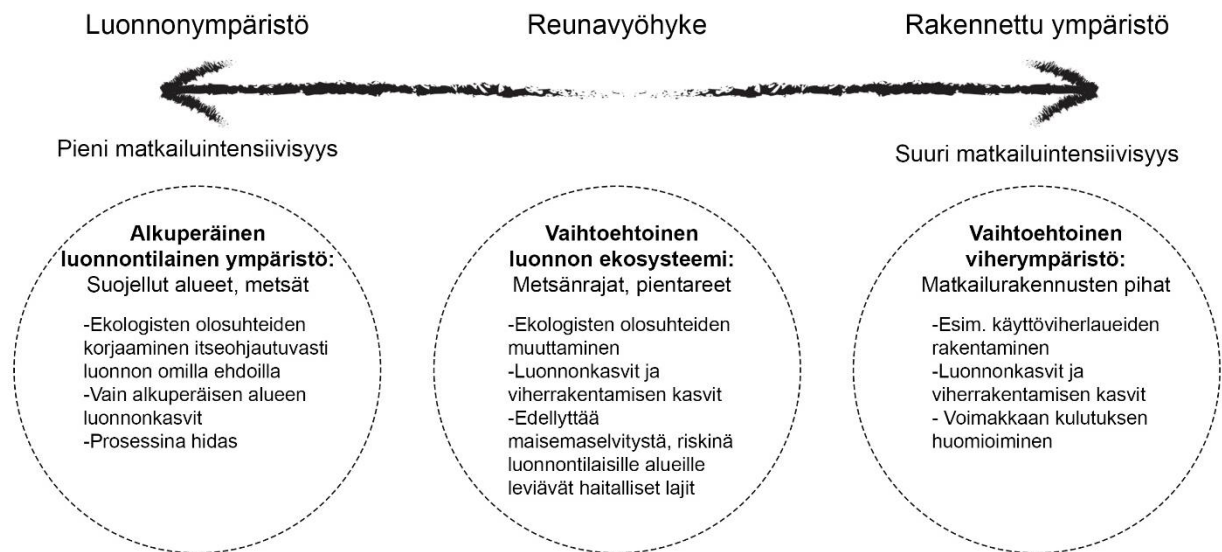 Luonnonympäristö
Reunavyöhyke
Rakennettu ympäristö
Pieni matkailuintensiivisyys
Suuri matkailuintensiivisyys
Alkuperäinen
luonnontilainen ympäristö:
Suojellut alueet, metsät
-Ekologisten olosuhteiden
korjaaminen itseohjautuvasti
luonnon omilla ehdoilla
-Vain alkuperäisen alueen
luonnonkasvit
-Prosessina hidas
Vaihtoehtoinen
luonnon ekosysteemi:
Metsänrajat, pientareet
-Ekologisten olosuhteiden
muuttaminen
-Luonnonkasvit ja
viherrakentamisen kasvit
-Edellyttää
maisemaselvitystä, riskinä
luonnontilaisille alueille
leviävät haitalliset lajit
Vaihtoehtoinen
viherympäristö:
Matkailurakennusten pihat
-Esim. käyttöviherlaueiden
rakentaminen
-Luonnonkasvit ja
viherrakentamisen kasvit
- Voimakkaan kulutuksen
huomioiminen